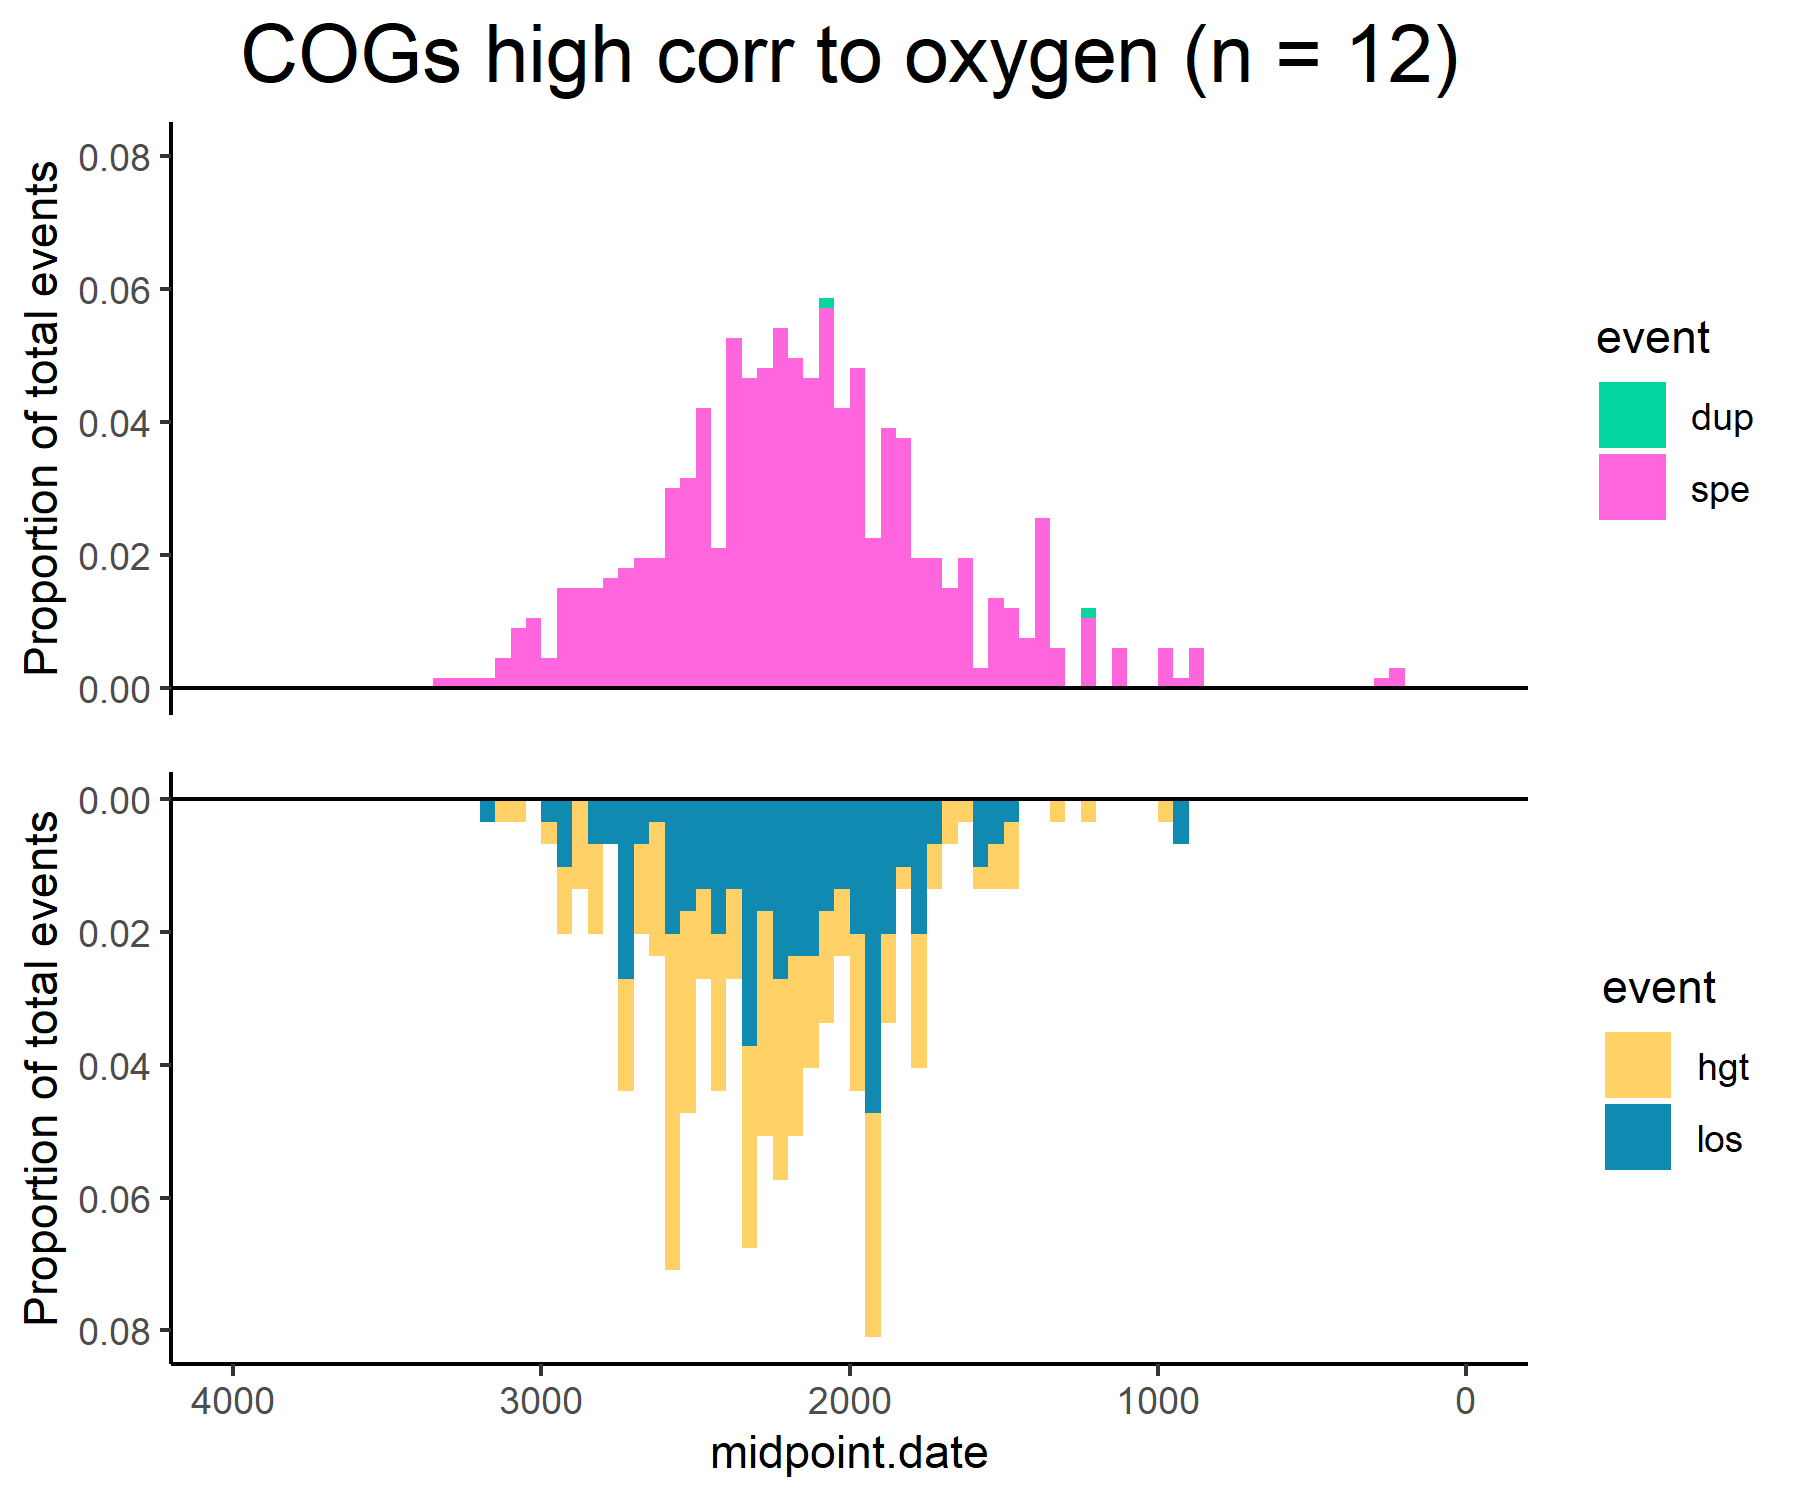 COGs high corr to oxygen (n = 12)
Proportion of total events
0.08
0.06
0.04
0.02
0.00
event
dup
spe
Proportion of total events
0.00
0.02
0.04
0.06
0.08
event
hgt
los
4000 3000 2000 1000 0
midpoint.date